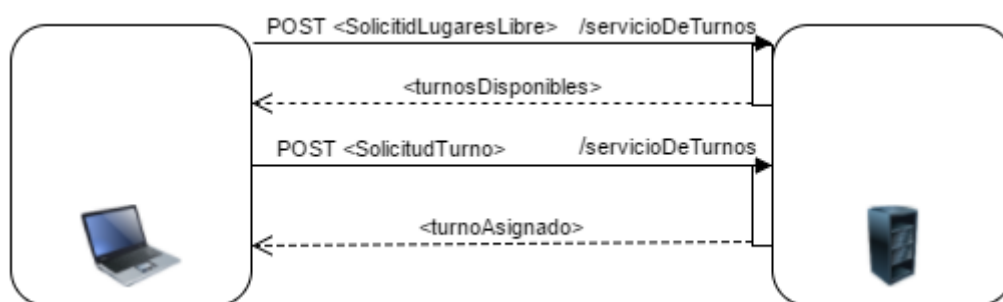 POST <SolicitidLugaresLibre> /servicioDeTurnos
<turnosDisponibles>
POST <SolicitudTurno> /servicioDeTurnos
<turnoAsignado>